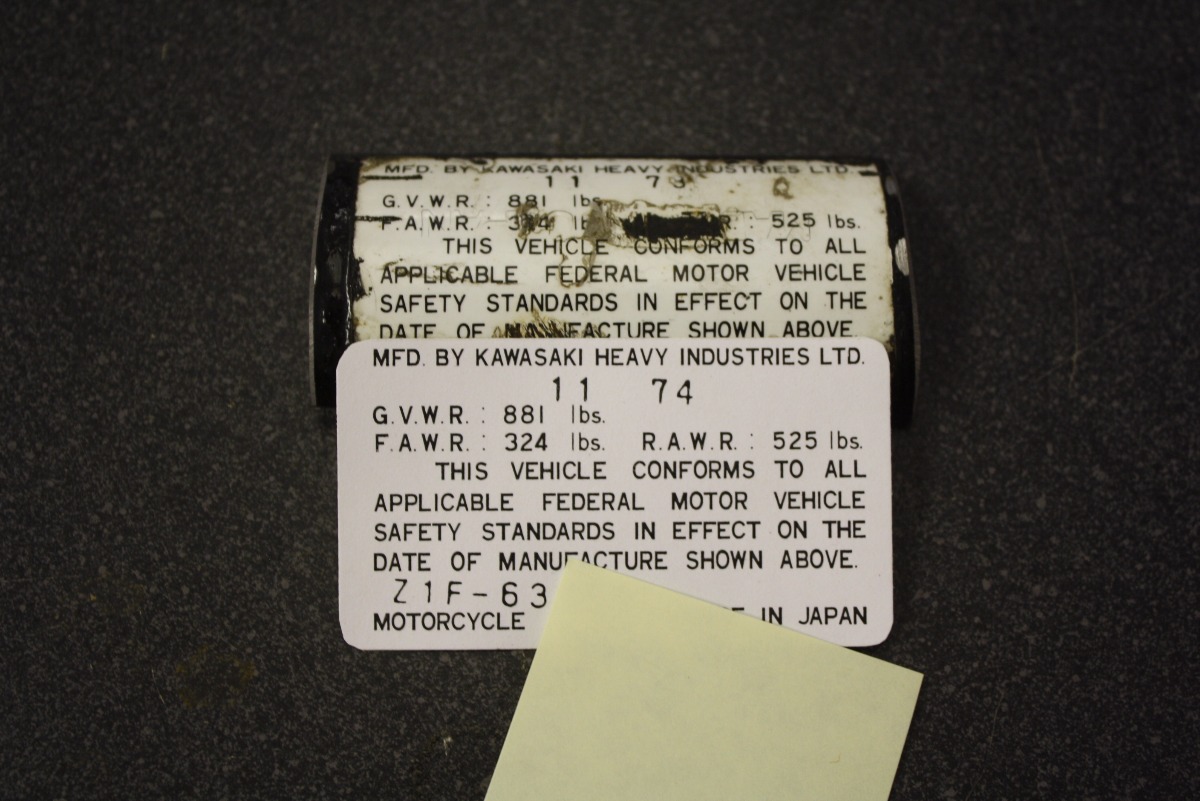 MFD. BY KAWASAKI HEAVY INDUSTRIES LTD.
11
G.V.W.R. : 881 lbs
F.A.W.R. : : 525 lbs.
THIS VEHICLE CONFORMS TO ALL
APPLICABLE FEDERAL MOTOR VEHICLE
SAFETY STANDARDS IN EFFECT ON THE
DATE OF MANUFACTURE SHOWN ABOVE.
MFD. BY KAWASAKI HEAVY INDUSTRIES LTD.
11 74
G.V.W.R. : 881 lbs.
F.A.W.R. : 324 lbs. R.A.W.R. : 525 lbs.
THIS VEHICLE CONFORMS TO ALL
APPLICABLE FEDERAL MOTOR VEHICLE
SAFETY STANDARDS IN EFFECT ON THE
DATE OF MANUFACTURE SHOWN ABOVE.
Z1F-63
MOTORCYCLE IN JAPAN